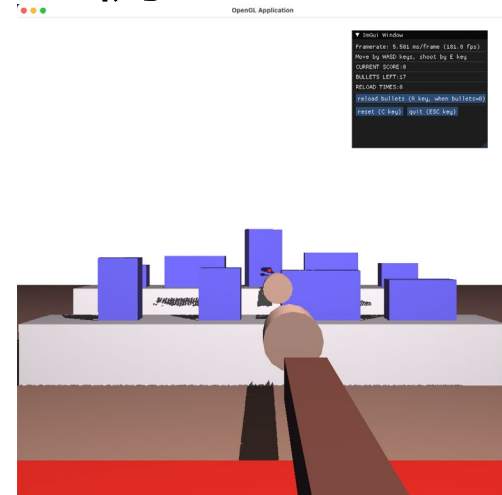 OpenGL Application
▼ ImGui Window
Framerate: 5.501 ms/frame (181.8 fps)
Move by WASD keys, shoot by E key
CURRENT SCORE:0
BULLETS LEFT:17
RELOAD TIMES:0
reload bullets (R key, when bullets=0)
reset (C key) quit (ESC key)